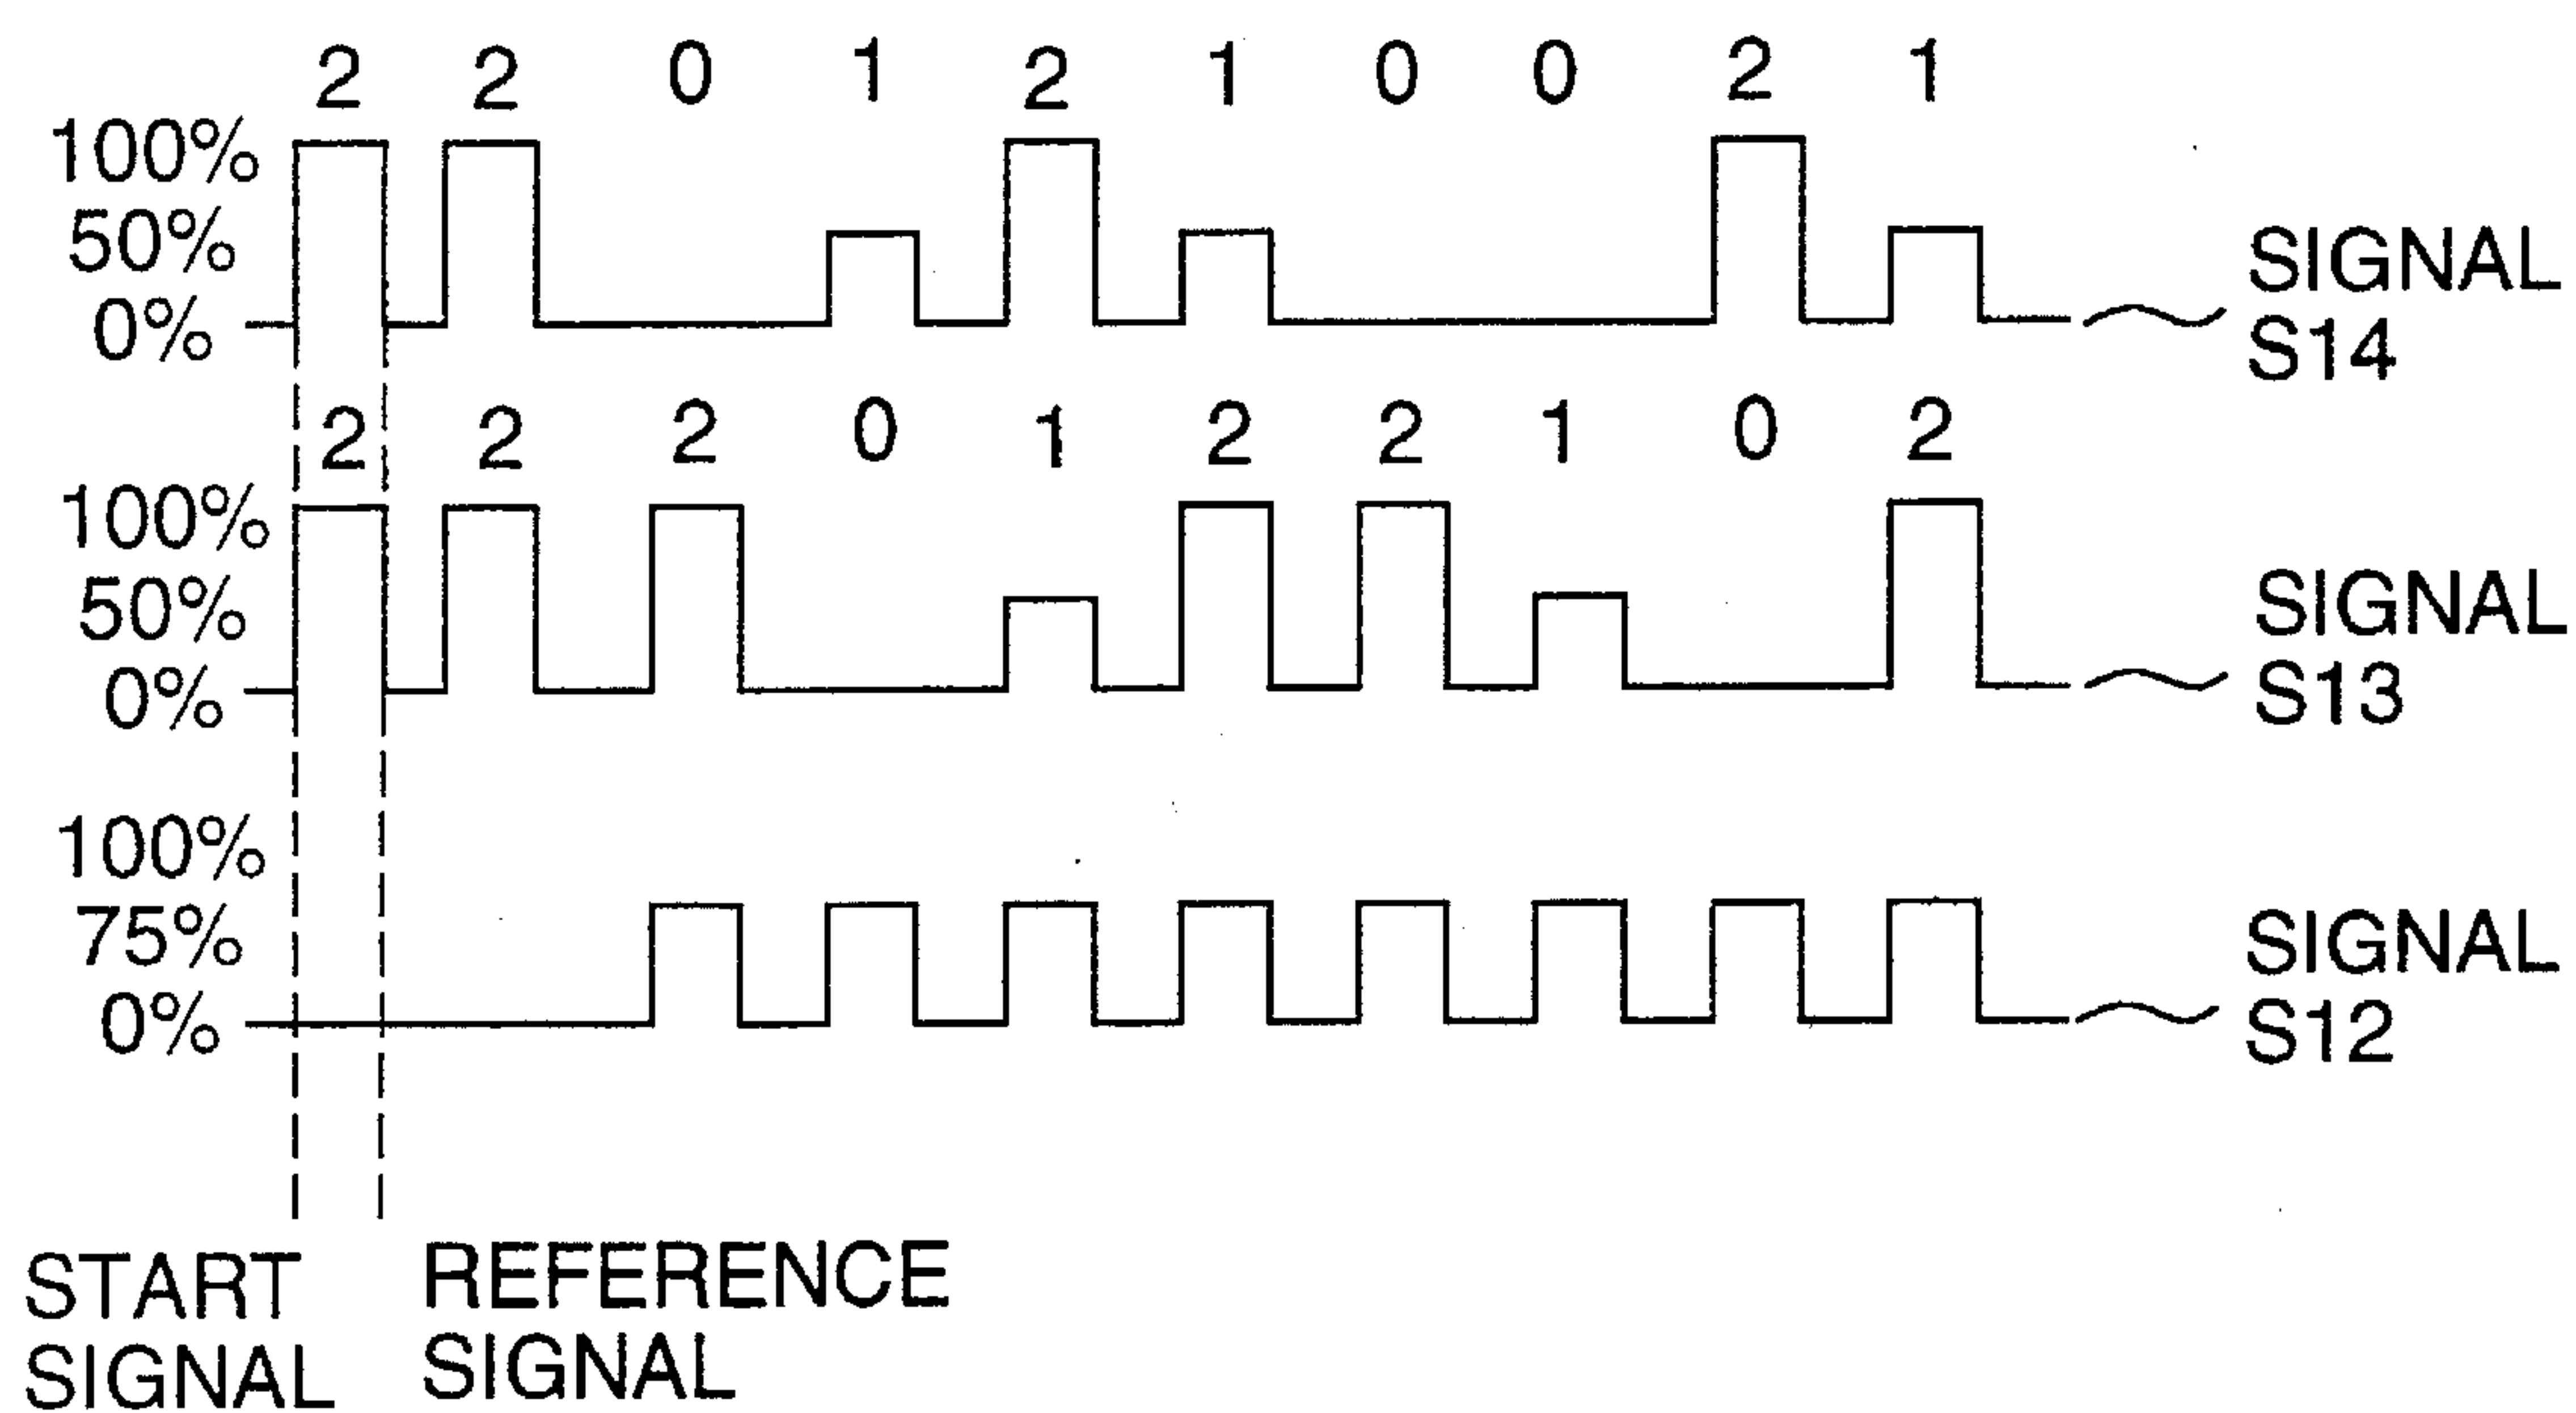 2 2 0 1 2 1 0 0 2 1
100%
50%
0%
SIGNAL
S14
2 2 2 0 1 2 2 1 0 2
100%
50%
0%
SIGNAL
S13
100%
75%
0%
SIGNAL
S12
START
SIGNAL
REFERENCE
SIGNAL